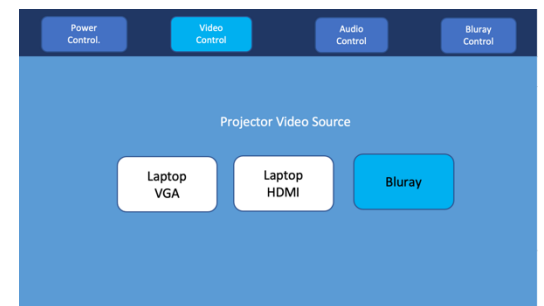 Power
Control.
Video
Control
Audio
Control
Bluray
Control
Projector Video Source
Laptop
VGA
Laptop
HDMI
Bluray